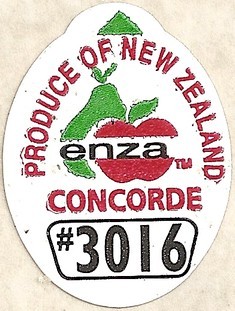 PRODUCE OF NEW ZEALAND
enza TM
CONCORDE
#3016